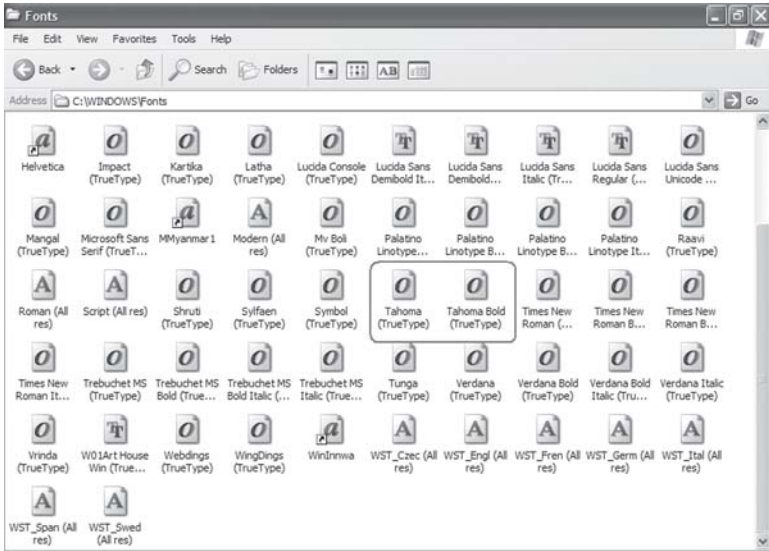 Fonts
File Edit View Favorites Tools Help
Back Search Folders
Address C:\WINDOWS\Fonts Go
Helvetica Impact Kartika Latha Lucida Console Lucida Sans Lucida Sans Lucida Sans Lucida Sans Lucida Sans
(TrueType) (TrueType) (TrueType) (TrueType) Demibold It... Demibold... Italic (Tr... Regular (... Unicode ...
Mangal Microsoft Sans MMyanmar1 Modern (All Mv Boli Palatino Palatino Palatino Palatino Raavi
(TrueType) Serif (TrueT... res) (TrueType) Linotype... Linotype B... Linotype B... Linotype It... (TrueType)
Roman (All Script (All res) Shruti Sylfaen Symbol Tahoma Tahoma Bold Times New Times New Times New
res) (TrueType) (TrueType) (TrueType) (TrueType) (TrueType) Roman (... Roman B... Roman B...
Times New Trebuchet MS Trebuchet MS Trebuchet MS Trebuchet MS Tunga Verdana Verdana Bold Verdana Bold Verdana Italic
Roman It... (TrueType) Bold (True... Bold Italic (... Italic (True... (TrueType) (TrueType) (TrueType) Italic (Tru... (TrueType)
Vrinda W01Art House Webdings WingDings WinInnwa WST_Czec (All WST_Engl (All WST_Fren (All WST_Germ (All WST_Ital (All
(TrueType) Win (True... (TrueType) (TrueType) res) res) res) res) res)
WST_Span (All WST_Swed
res) (All res)